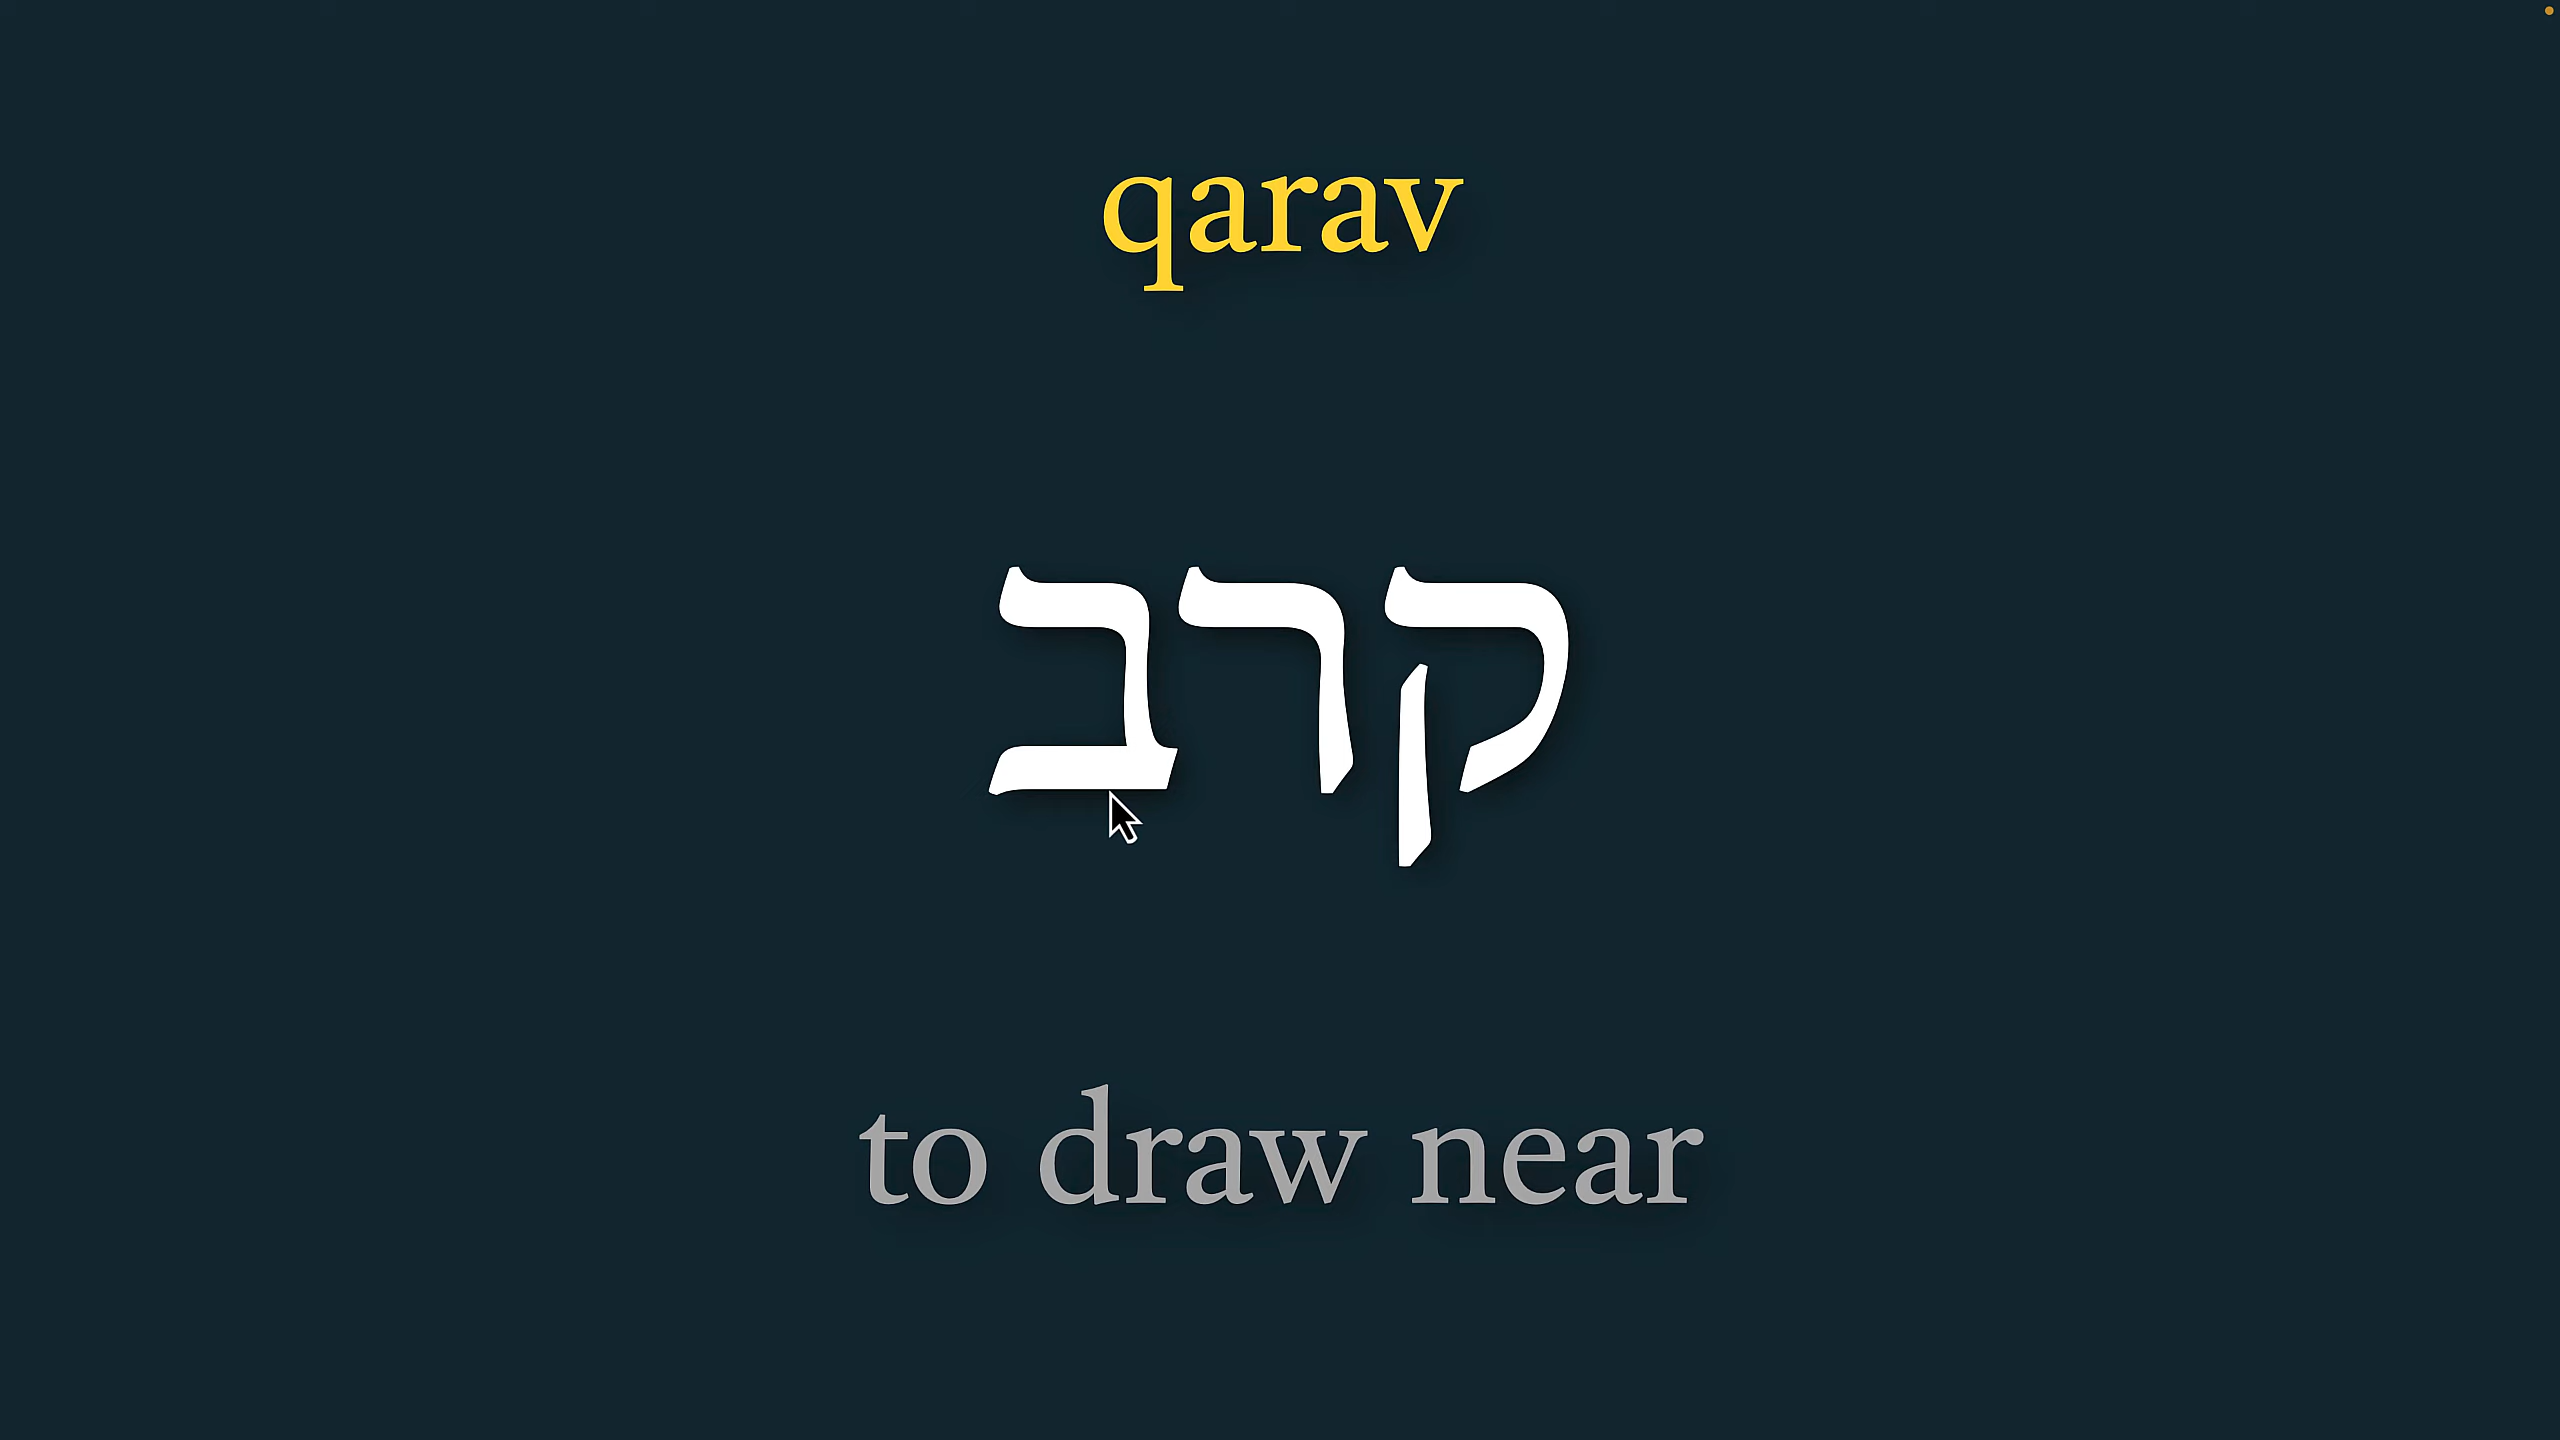 qarav
קרב
to draw near